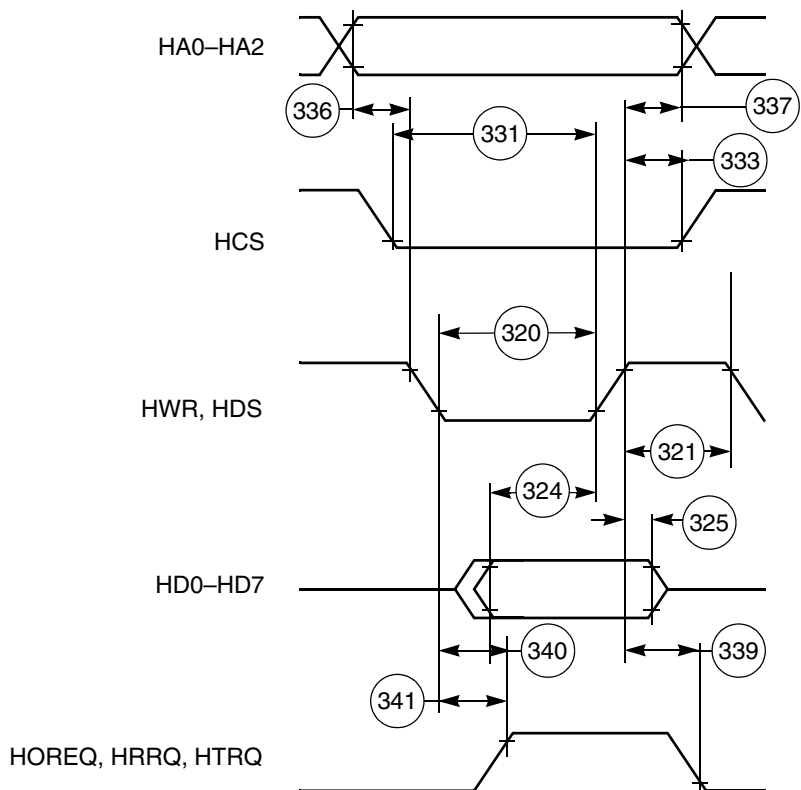 HA0–HA2
336
337
331
333
HCS
320
HWR, HDS
321
324
325
HD0–HD7
340
339
341
HOREQ, HRRQ, HTRQ